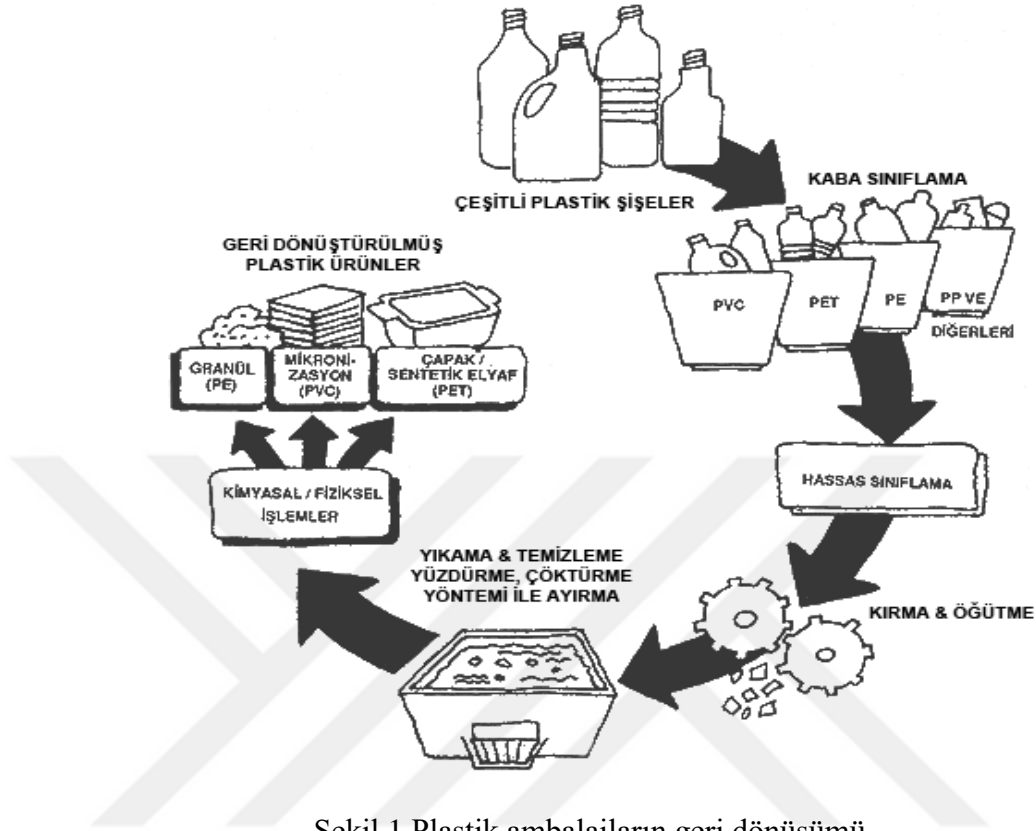 ÇEŞİTLİ PLASTİK ŞİŞELER
KABA SINIFLAMA
PVC
PET
PE
PP VE
DİĞERLERİ
HASSAS SINIFLAMA
KIRMA & ÖĞÜTME
YIKAMA & TEMİZLEME
YÜZDÜRME, ÇÖKTÜRME
YÖNTEMİ İLE AYIRMA
KİMYASAL / FİZİKSEL
İŞLEMLER
GERİ DÖNÜŞTÜRÜLMÜŞ
PLASTİK ÜRÜNLER
GRANÜL
(PE)
MİKRONİ-
ZASYON
(PVC)
ÇAPAK /
SENTETİK ELYAF
(PET)
Şekil 1 Plastik ambalajların geri dönüşümü